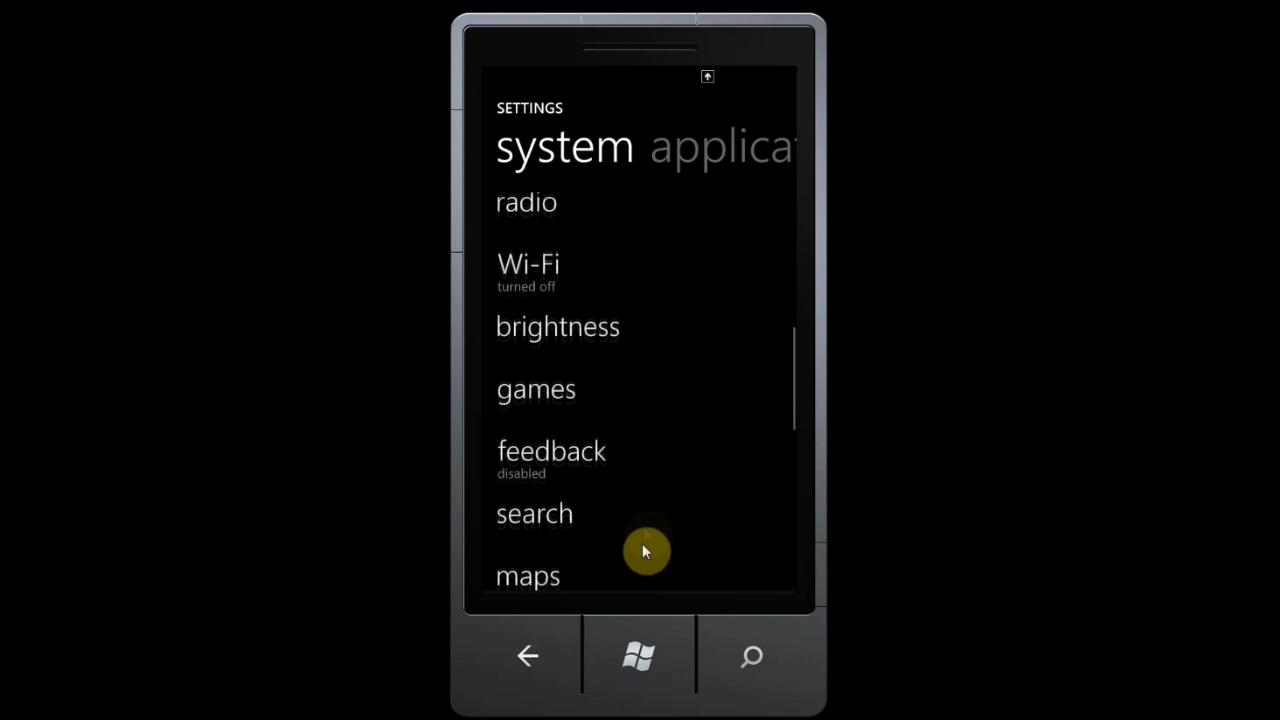 SETTINGS
system applica
radio
Wi-Fi
turned off
brightness
games
feedback
disabled
search
maps